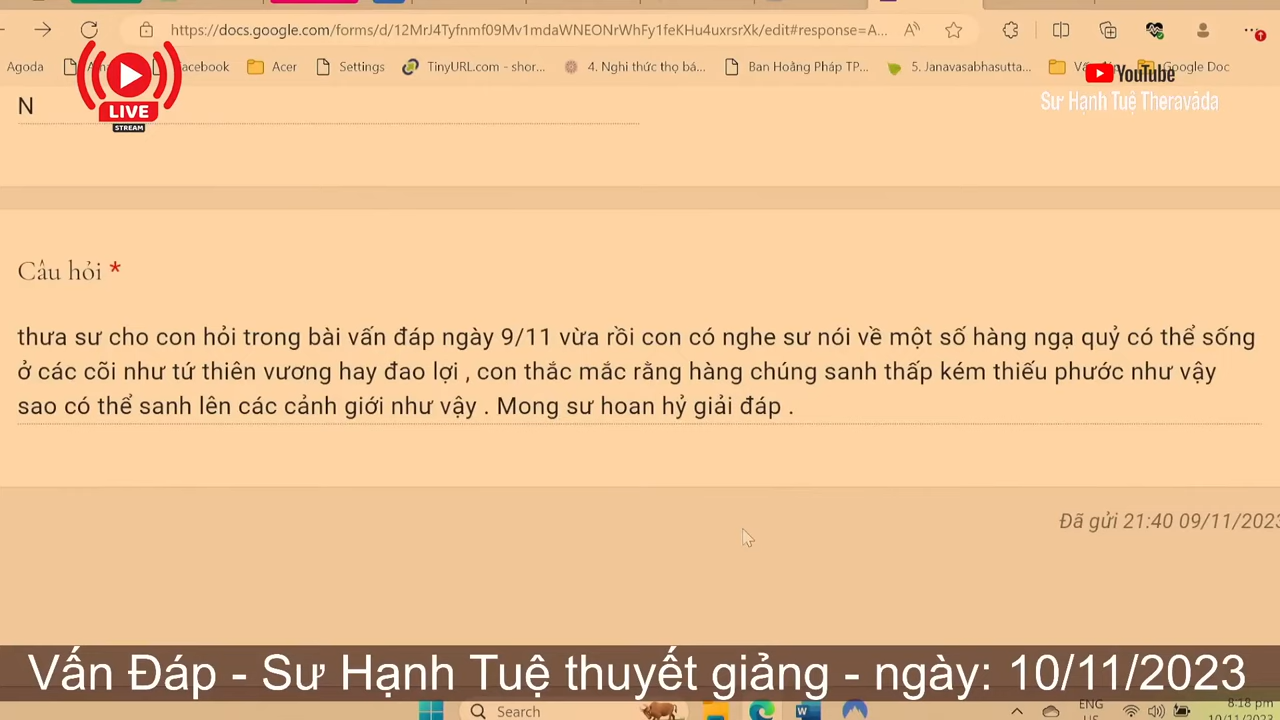 https://docs.google.com/forms/d/12MrJ4Tyfnmf09Mv1mdaWNEONrWhFy1feKHu4uxrsrXk/edit#response=A...
Agoda
acebook
Acer
Settings
TinyURL.com - shor...
4. Nghi thức thọ bá...
Ban Hoằng Pháp TP...
5. Janavasabhasutta...
Google Doc
LIVE
STREAM
YouTube
Sư Hạnh Tuệ Theravāda
N
Câu hỏi *
thưa sư cho con hỏi trong bài vấn đáp ngày 9/11 vừa rồi con có nghe sư nói về một số hàng ngạ quỷ có thể sống
ở các cõi như tứ thiên vương hay đao lợi , con thắc mắc rằng hàng chúng sanh thấp kém thiếu phước như vậy
sao có thể sanh lên các cảnh giới như vậy . Mong sư hoan hỷ giải đáp .
Đã gửi 21:40 09/11/2023
Vấn Đáp - Sư Hạnh Tuệ thuyết giảng - ngày: 10/11/2023
Search
ENG
8:18 pm
10/11/2023